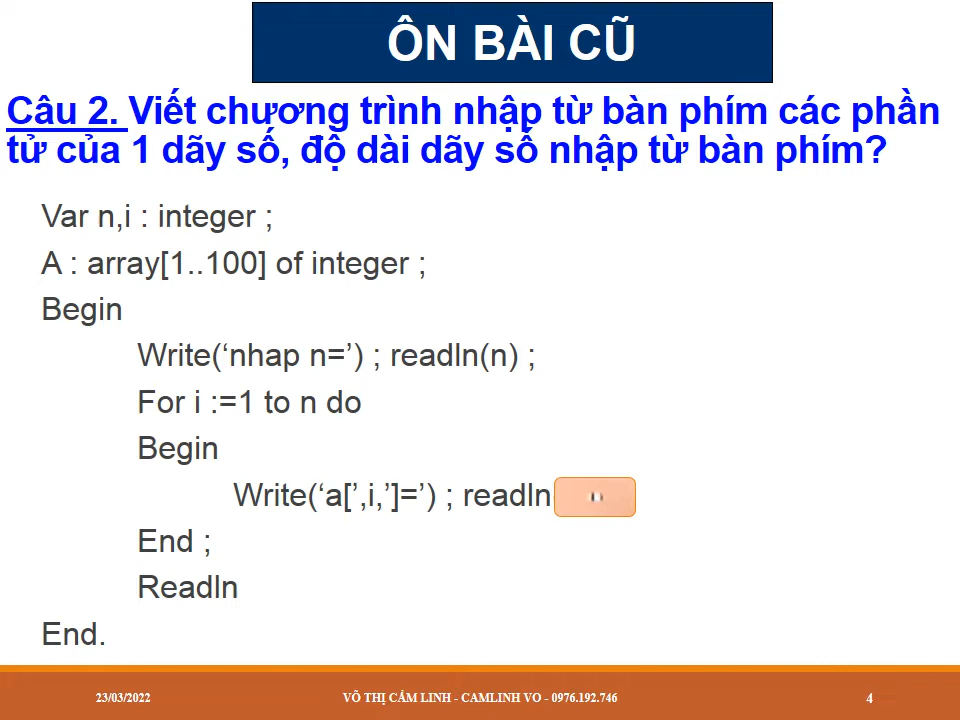 ÔN BÀI CŨ
Câu 2. Viết chương trình nhập từ bàn phím các phần
tử của 1 dãy số, độ dài dãy số nhập từ bàn phím?
Var n,i : integer ;
A : array[1..100] of integer ;
Begin
Write(‘nhap n=’) ; readln(n) ;
For i :=1 to n do
Begin
Write(‘a[’,i,’]=’) ; readln
End ;
Readln
End.
23/03/2022 VÕ THỊ CẨM LINH - CAMLINH VO - 0976.192.746 4